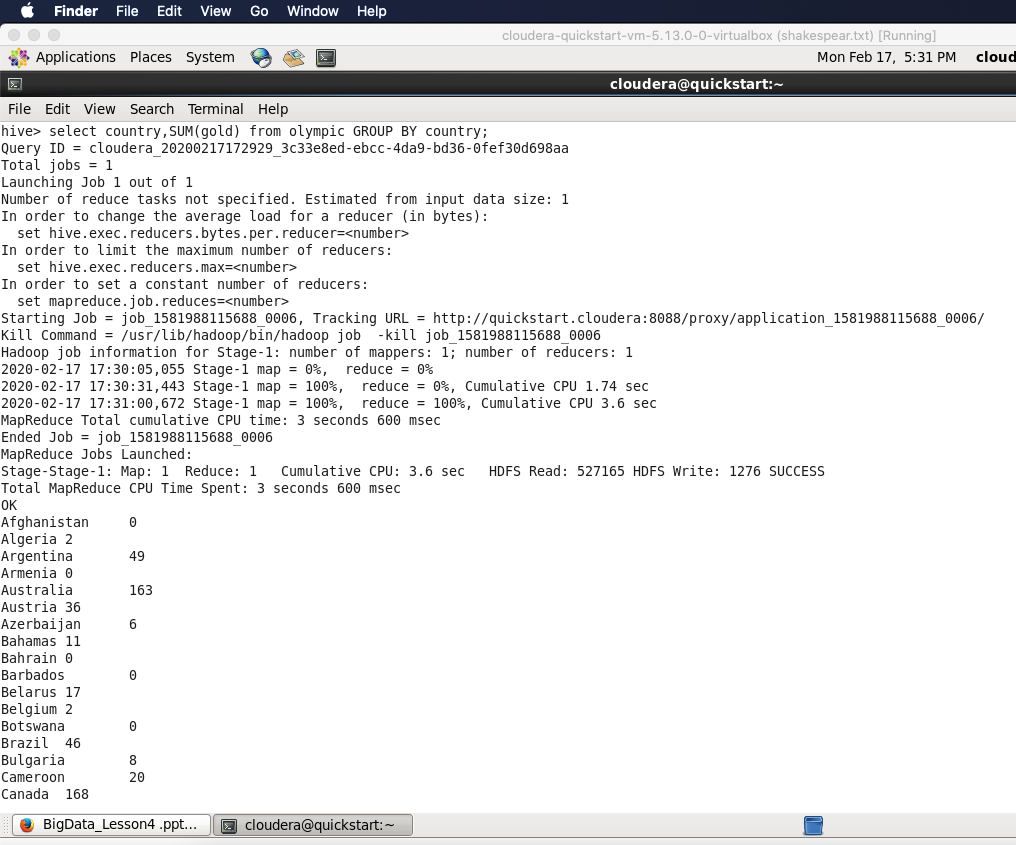 Finder File Edit View Go Window Help
cloudera-quickstart-vm-5.13.0-0-virtualbox (shakespear.txt) [Running]
Applications Places System Mon Feb 17, 5:31 PM cloud
cloudera@quickstart:~
File Edit View Search Terminal Help
hive> select country,SUM(gold) from olympic GROUP BY country;
Query ID = cloudera_20200217172929_3c33e8ed-ebcc-4da9-bd36-0fef30d698aa
Total jobs = 1
Launching Job 1 out of 1
Number of reduce tasks not specified. Estimated from input data size: 1
In order to change the average load for a reducer (in bytes):
  set hive.exec.reducers.bytes.per.reducer=<number>
In order to limit the maximum number of reducers:
  set hive.exec.reducers.max=<number>
In order to set a constant number of reducers:
  set mapreduce.job.reduces=<number>
Starting Job = job_1581988115688_0006, Tracking URL = http://quickstart.cloudera:8088/proxy/application_1581988115688_0006/
Kill Command = /usr/lib/hadoop/bin/hadoop job  -kill job_1581988115688_0006
Hadoop job information for Stage-1: number of mappers: 1; number of reducers: 1
2020-02-17 17:30:05,055 Stage-1 map = 0%,  reduce = 0%
2020-02-17 17:30:31,443 Stage-1 map = 100%,  reduce = 0%, Cumulative CPU 1.74 sec
2020-02-17 17:31:00,672 Stage-1 map = 100%,  reduce = 100%, Cumulative CPU 3.6 sec
MapReduce Total cumulative CPU time: 3 seconds 600 msec
Ended Job = job_1581988115688_0006
MapReduce Jobs Launched:
Stage-Stage-1: Map: 1  Reduce: 1   Cumulative CPU: 3.6 sec   HDFS Read: 527165 HDFS Write: 1276 SUCCESS
Total MapReduce CPU Time Spent: 3 seconds 600 msec
OK
Afghanistan     0
Algeria 2
Argentina       49
Armenia 0
Australia       163
Austria 36
Azerbaijan      6
Bahamas 11
Bahrain 0
Barbados        0
Belarus 17
Belgium 2
Botswana        0
Brazil  46
Bulgaria        8
Cameroon        20
Canada  168
BigData_Lesson4 .ppt... cloudera@quickstart:~